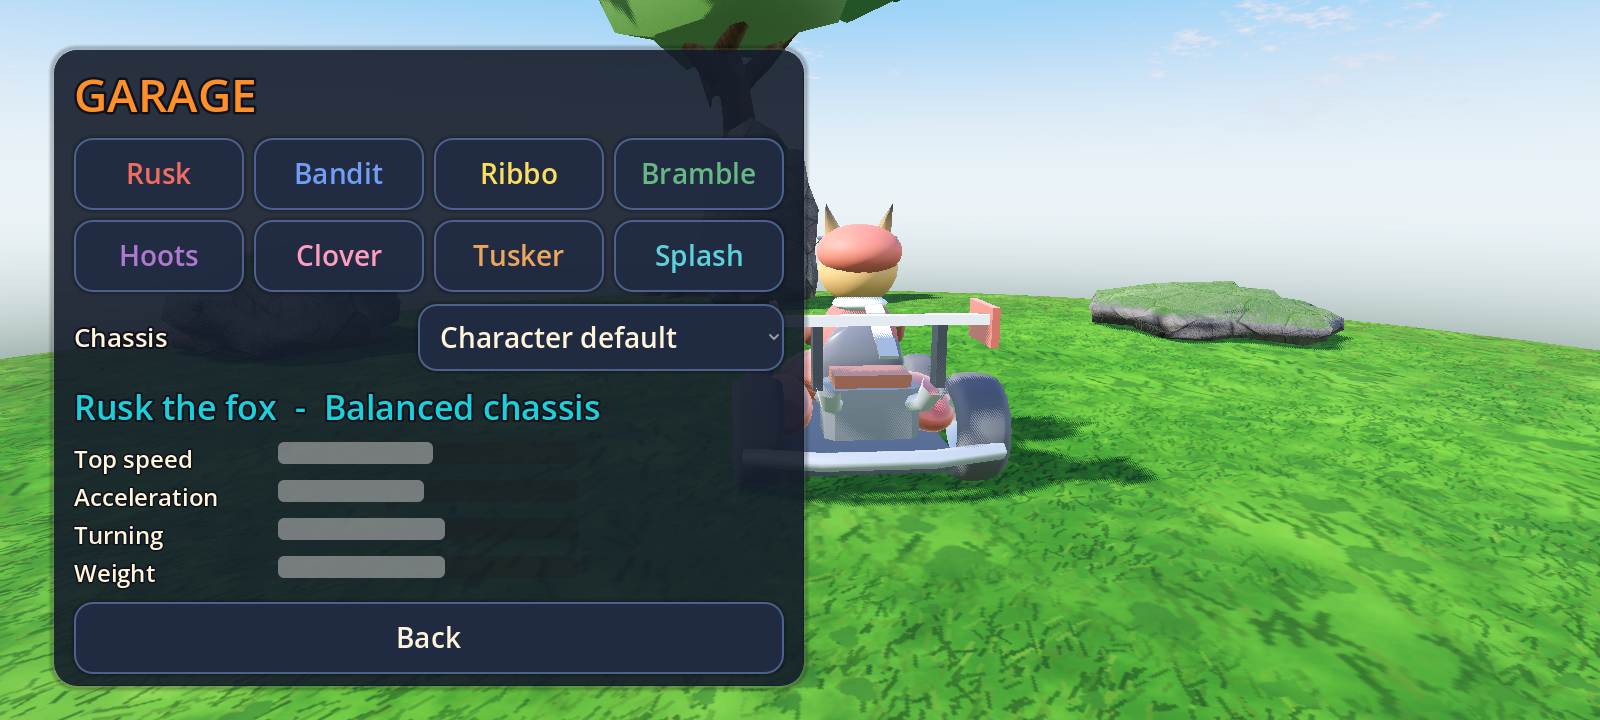 GARAGE
Rusk Bandit Ribbo Bramble
Hoots Clover Tusker Splash
Chassis Character default
Rusk the fox - Balanced chassis
Top speed
Acceleration
Turning
Weight
Back